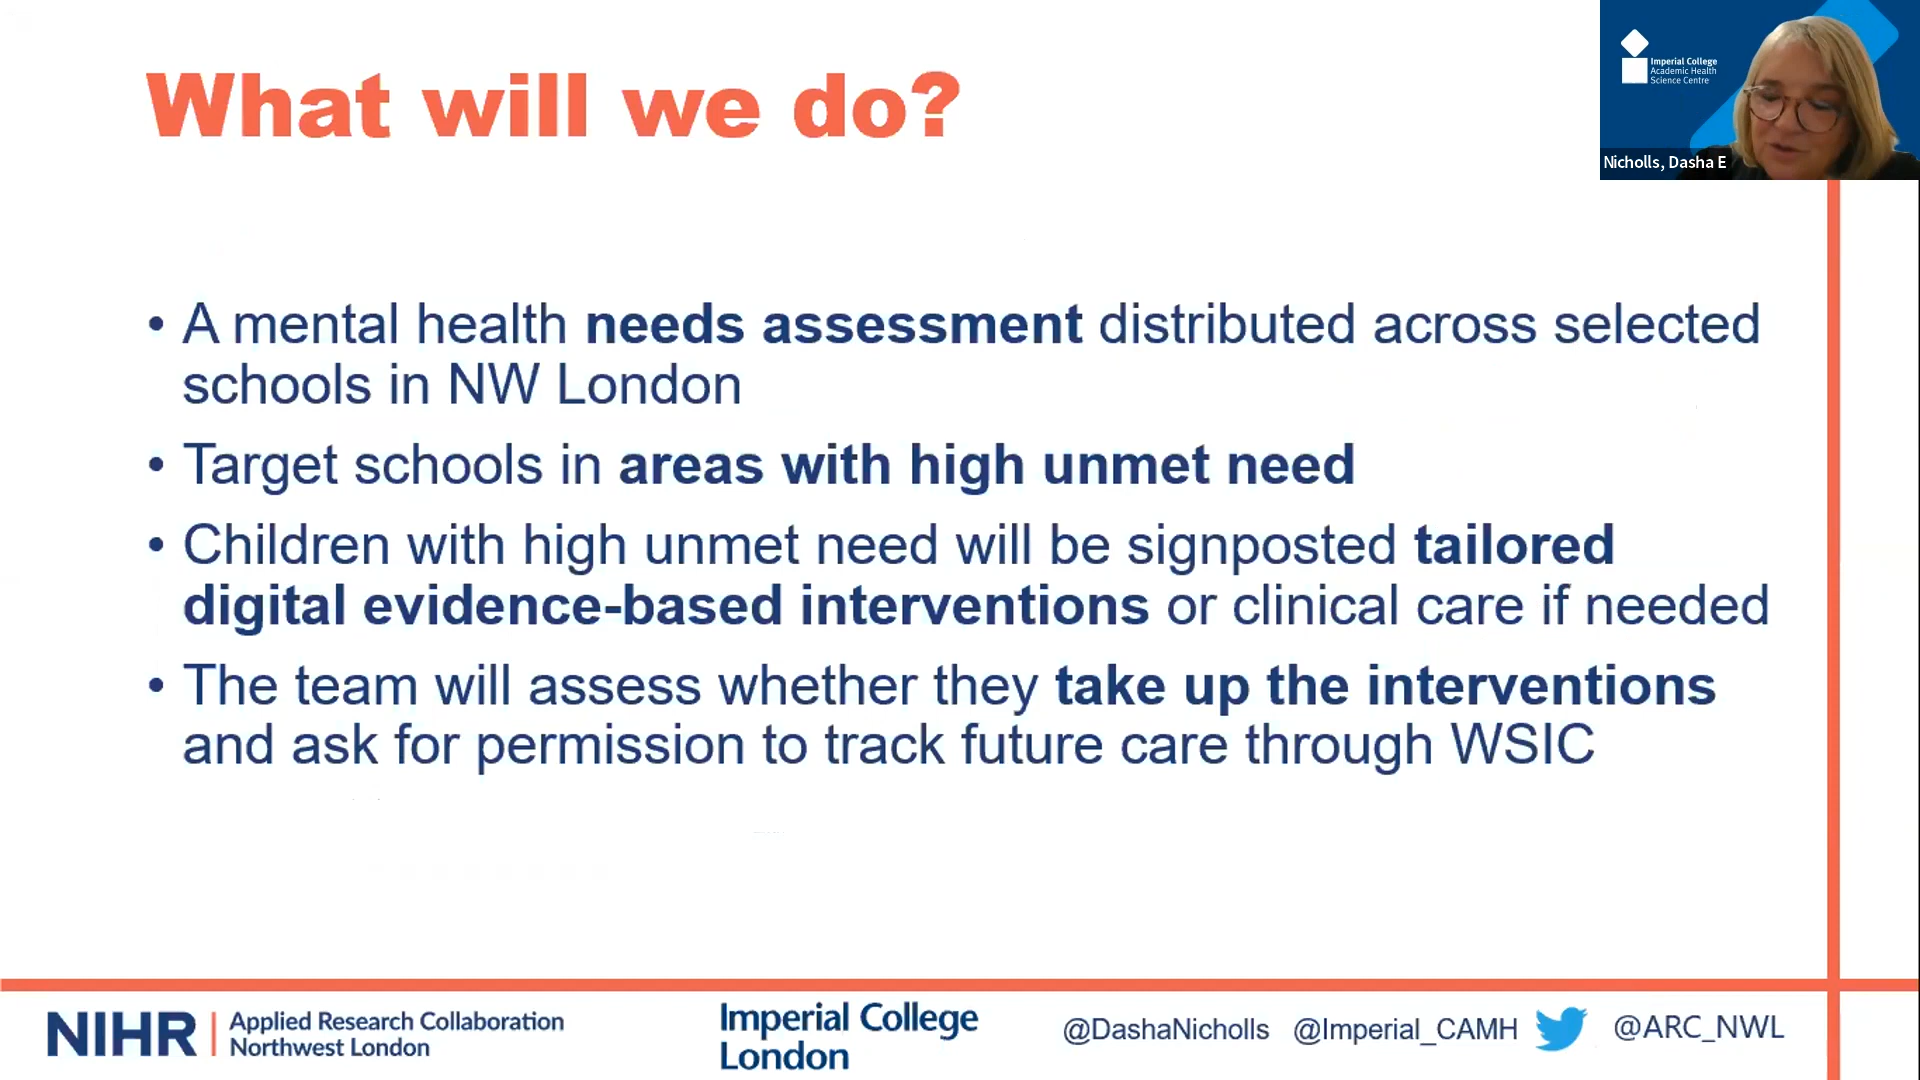 What will we do?
Imperial College
Academic Health
Science Centre
Nicholls, Dasha E
• A mental health needs assessment distributed across selected
schools in NW London
• Target schools in areas with high unmet need
• Children with high unmet need will be signposted tailored
digital evidence-based interventions or clinical care if needed
• The team will assess whether they take up the interventions
and ask for permission to track future care through WSIC
NIHR | Applied Research Collaboration
Northwest London
Imperial College
London
@DashaNicholls @Imperial_CAMH @ARC_NWL